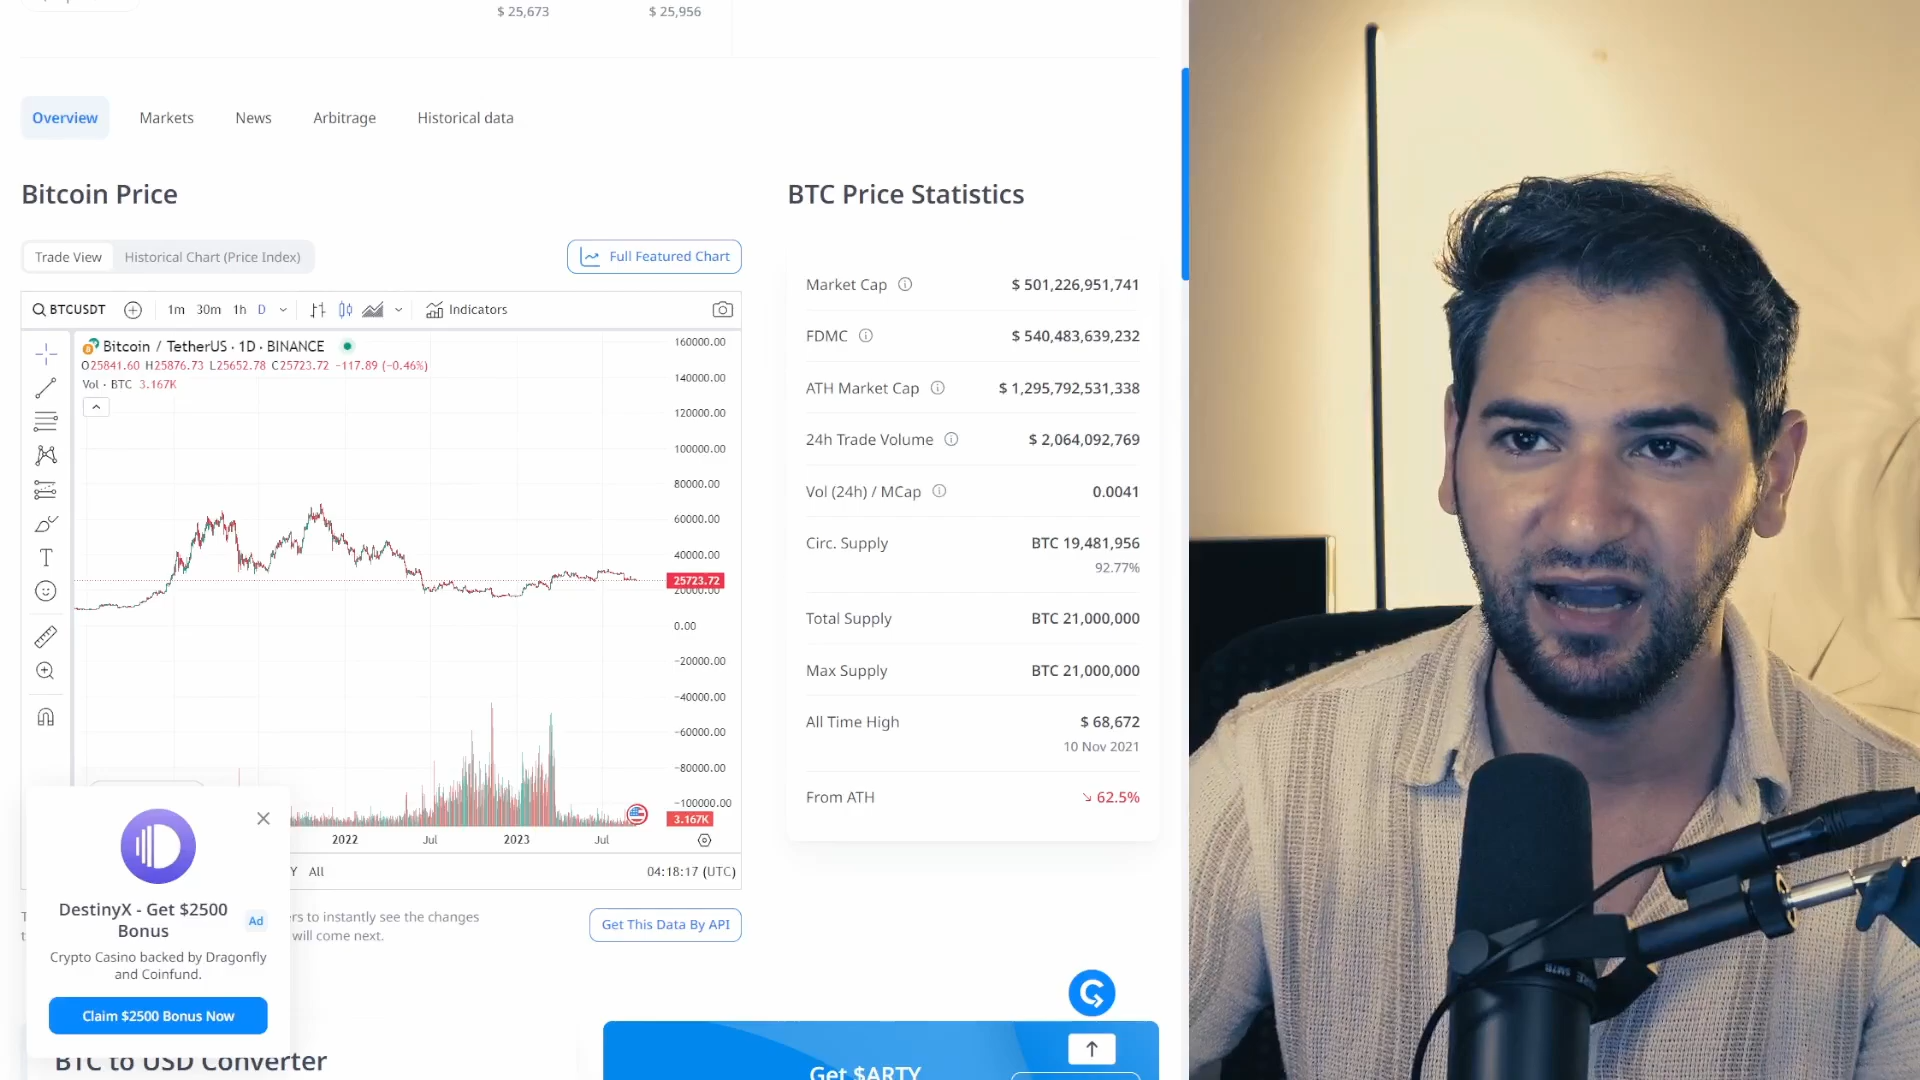 $ 25,673
$ 25,956
Overview
Markets
News
Arbitrage
Historical data
Bitcoin Price
BTC Price Statistics
Trade View
Historical Chart (Price Index)
Full Featured Chart
BTCUSDT
1m 30m 1h D
Indicators
Bitcoin / TetherUS · 1D · BINANCE
O25841.60 H25876.73 L25652.78 C25723.72 -117.89 (-0.46%)
Vol · BTC 3.167K
160000.00
140000.00
120000.00
100000.00
80000.00
60000.00
40000.00
25723.72
20000.00
0.00
-20000.00
-40000.00
-60000.00
-80000.00
-100000.00
3.167K
2022
Jul
2023
Jul
Y All
04:18:17 (UTC)
Market Cap
$ 501,226,951,741
FDMC
$ 540,483,639,232
ATH Market Cap
$ 1,295,792,531,338
24h Trade Volume
$ 2,064,092,769
Vol (24h) / MCap
0.0041
Circ. Supply
BTC 19,481,956
92.77%
Total Supply
BTC 21,000,000
Max Supply
BTC 21,000,000
All Time High
$ 68,672
10 Nov 2021
From ATH
62.5%
DestinyX - Get $2500
Bonus
Ad
Crypto Casino backed by Dragonfly
and Coinfund.
Claim $2500 Bonus Now
rs to instantly see the changes
will come next.
Get This Data By API
BTC to USD Converter
Get $ARTY